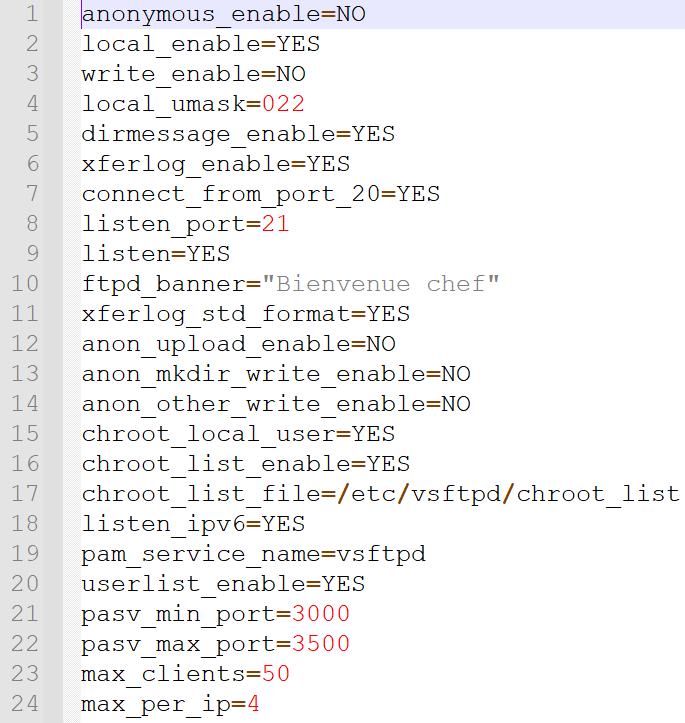 1 anonymous_enable=NO
2 local_enable=YES
3 write_enable=NO
4 local_umask=022
5 dirmessage_enable=YES
6 xferlog_enable=YES
7 connect_from_port_20=YES
8 listen_port=21
9 listen=YES
10 ftpd_banner="Bienvenue chef"
11 xferlog_std_format=YES
12 anon_upload_enable=NO
13 anon_mkdir_write_enable=NO
14 anon_other_write_enable=NO
15 chroot_local_user=YES
16 chroot_list_enable=YES
17 chroot_list_file=/etc/vsftpd/chroot_list
18 listen_ipv6=YES
19 pam_service_name=vsftpd
20 userlist_enable=YES
21 pasv_min_port=3000
22 pasv_max_port=3500
23 max_clients=50
24 max_per_ip=4